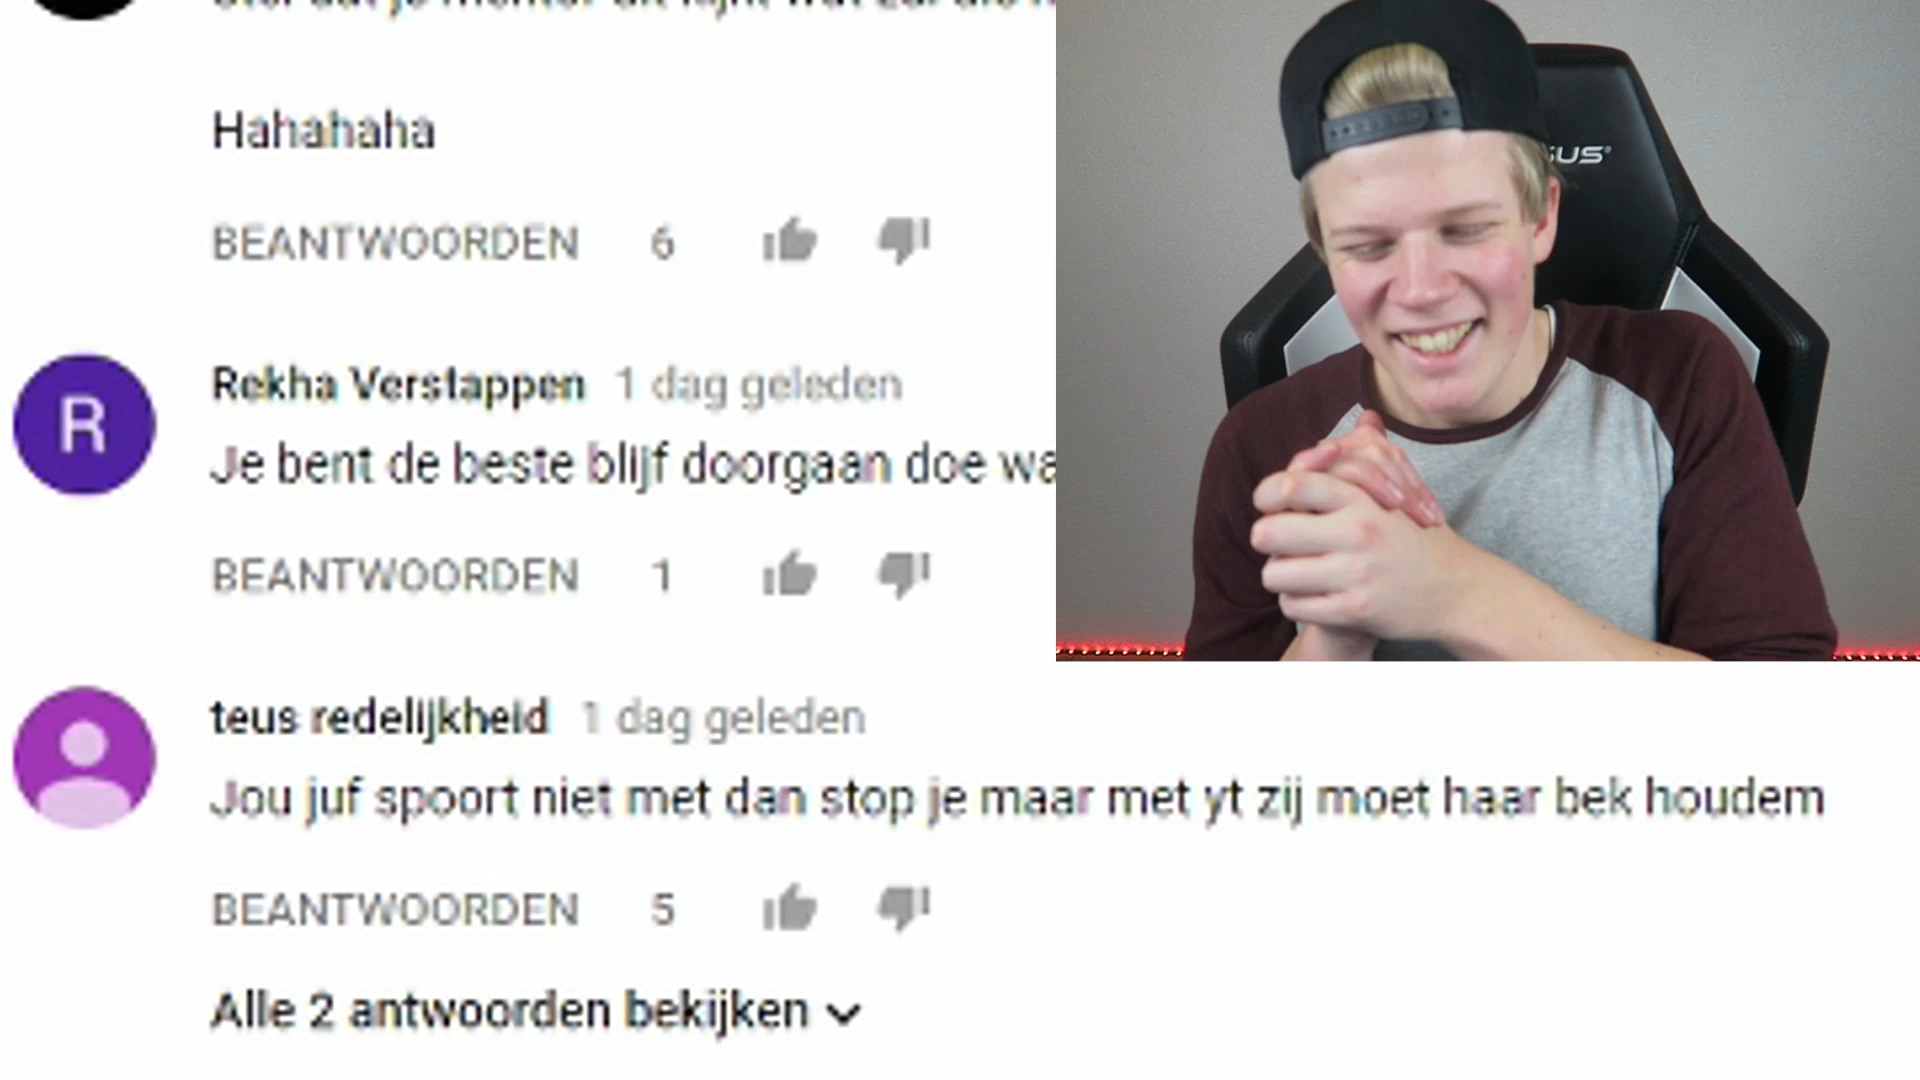 Hahahaha
BEANTWOORDEN 6
Rekha Verstappen 1 dag geleden
Je bent de beste blijf doorgaan doe
BEANTWOORDEN 1
teus redelijkheid 1 dag geleden
Jou juf spoort niet met dan stop je maar met yt zij moet haar bek houdem
BEANTWOORDEN 5
Alle 2 antwoorden bekijken
R